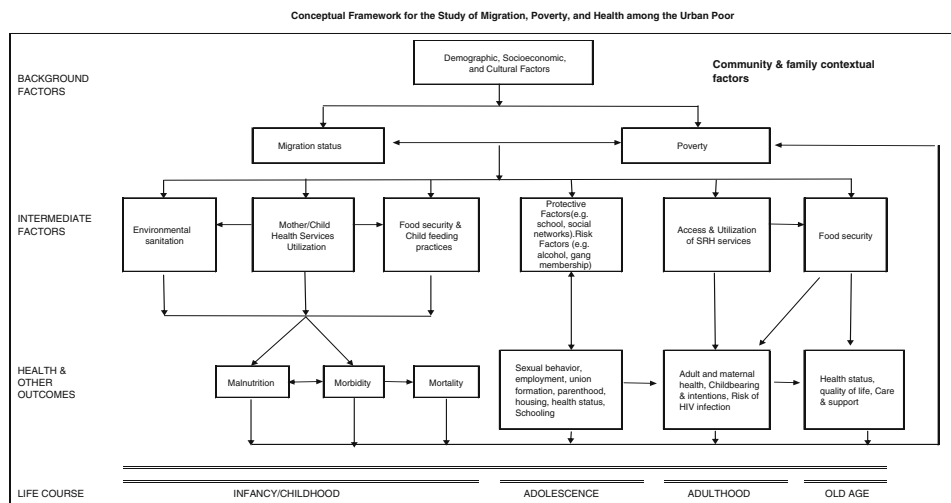 Conceptual Framework for the Study of Migration, Poverty, and Health among the Urban Poor
BACKGROUND
FACTORS
Demographic, Socioeconomic,
and Cultural Factors
Community & family contextual
factors
Migration status
Poverty
INTERMEDIATE
FACTORS
Environmental
sanitation
Mother/Child
Health Services
Utilization
Food security &
Child feeding
practices
Protective
Factors(e.g.
school, social
networks).Risk
Factors (e.g.
alcohol, gang
membership)
Access & Utilization
of SRH services
Food security
HEALTH &
OTHER
OUTCOMES
Malnutrition
Morbidity
Mortality
Sexual behavior,
employment, union
formation, parenthood,
housing, health status,
Schooling
Adult and maternal
health, Childbearing
& intentions, Risk of
HIV infection
Health status,
quality of life, Care
& support
LIFE COURSE
INFANCY/CHILDHOOD
ADOLESCENCE
ADULTHOOD
OLD AGE